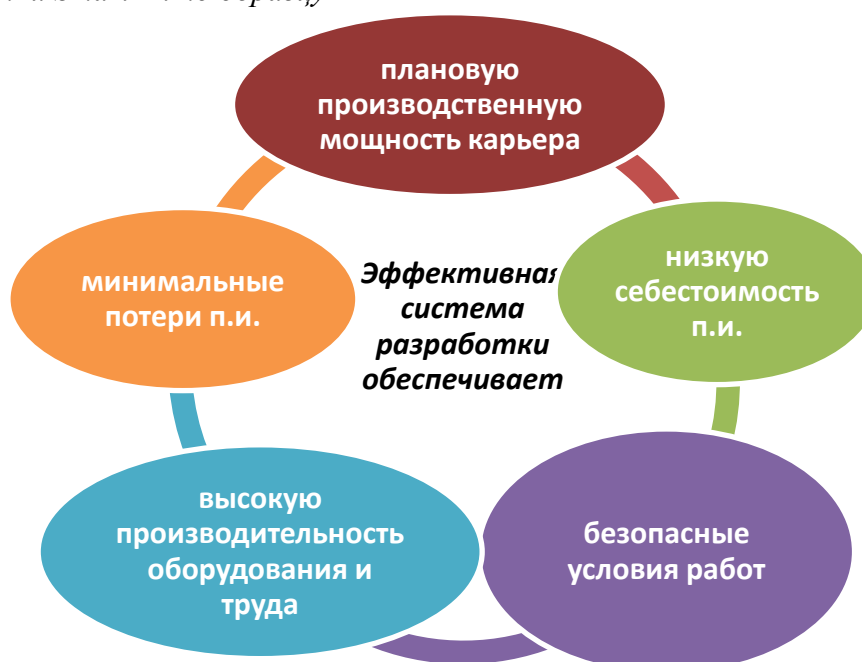 плановую
производственную
мощность карьера
низкую
себестоимость
п.и.
безопасные
условия работ
высокую
производительность
оборудования и
труда
минимальные
потери п.и.
Эффективная
система
разработки
обеспечивает